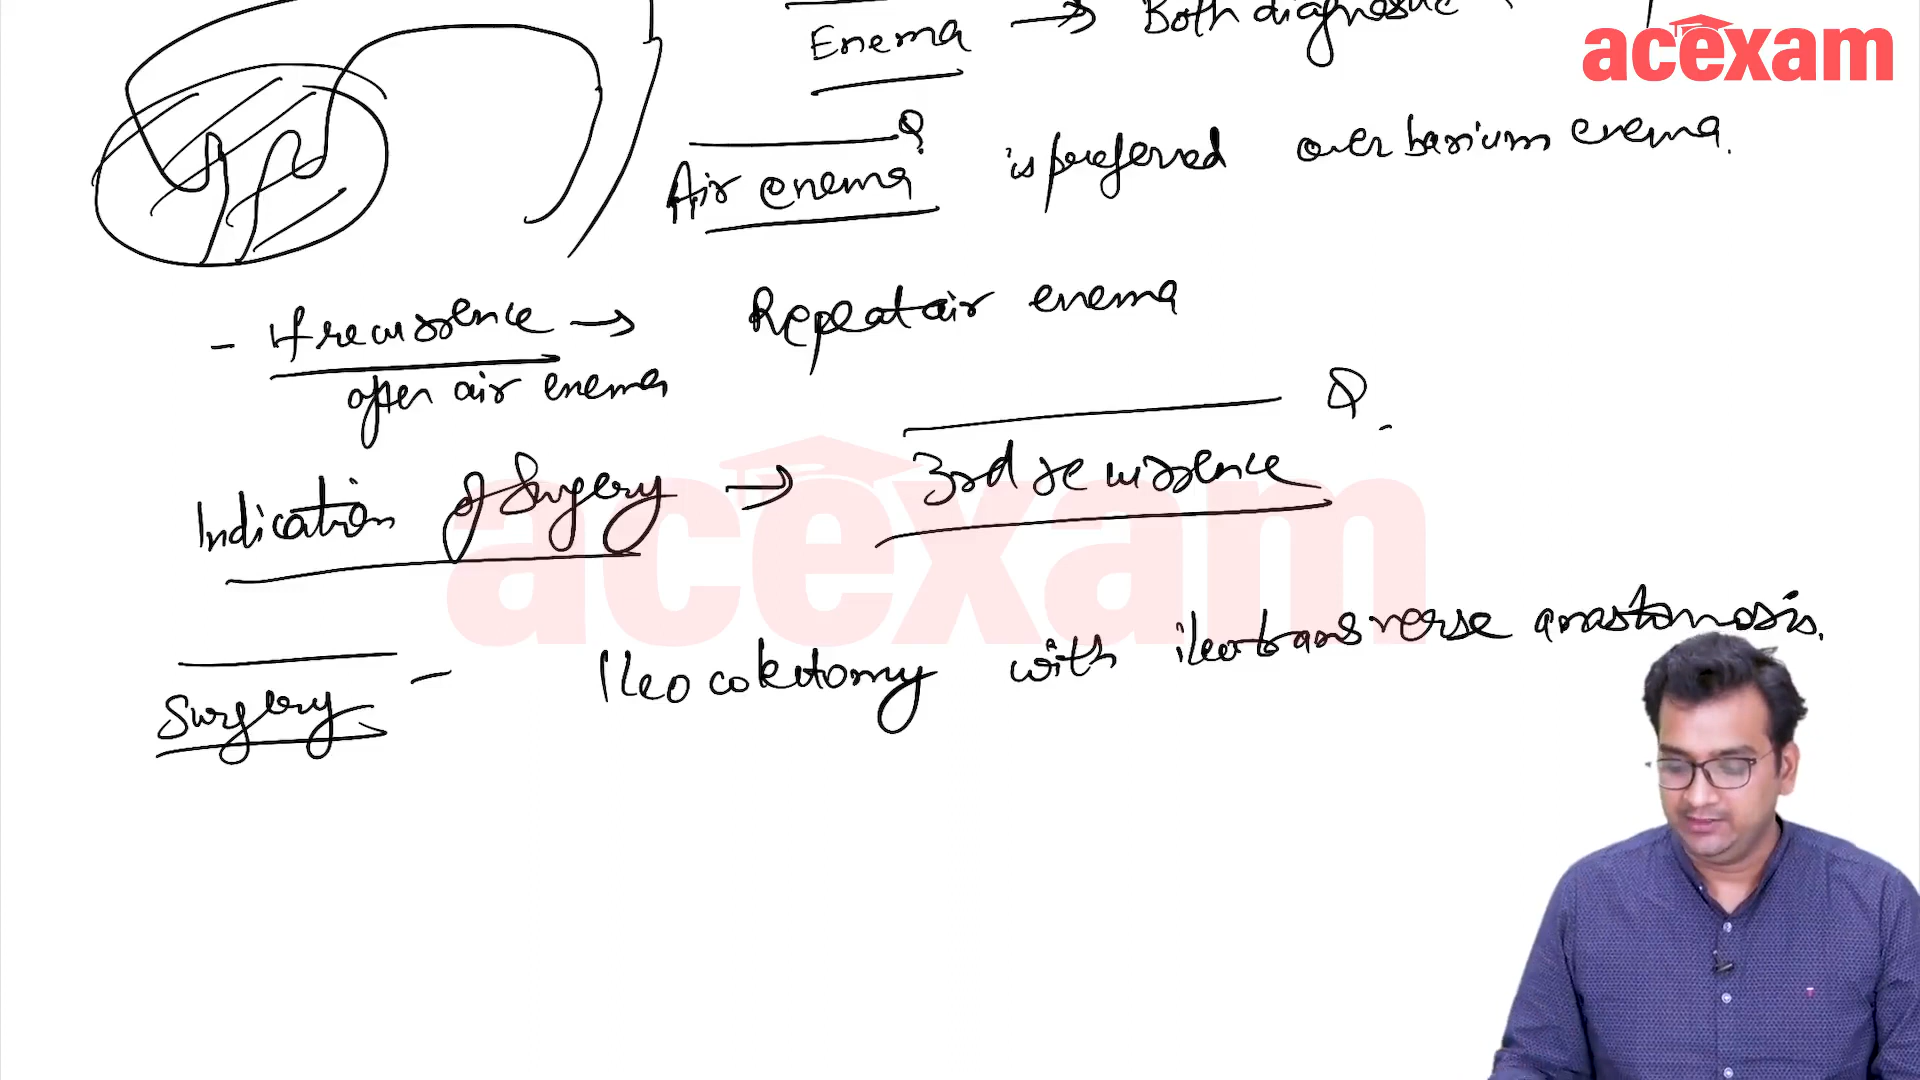 Enema → Both diagnostic
acexam
Air enema Q is preferred over barium enema.
- If recurrence → Repeat air enema
after air enema
Indication of Surgery → 3rd recurrence Q.
acexam
Surgery - Ileocolectomy with ileotransverse anastomosis.